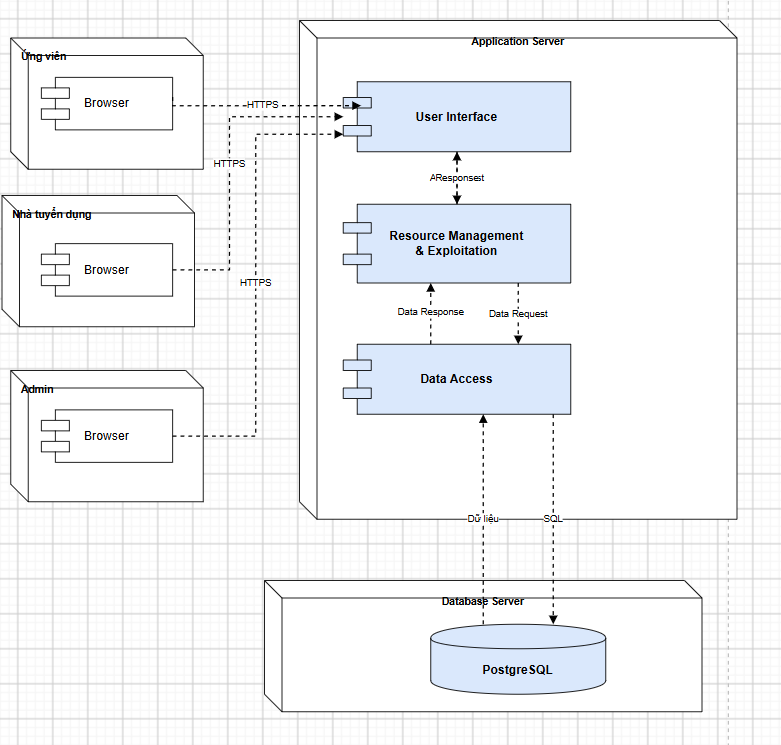 Application Server
Ứng viên
Browser
HTTPS
User Interface
HTTPS
AResponsest
Nhà tuyển dụng
Browser
Resource Management
& Exploitation
HTTPS
Data Response
Data Request
Admin
Browser
Data Access
Dữ liệu
SQL
Database Server
PostgreSQL